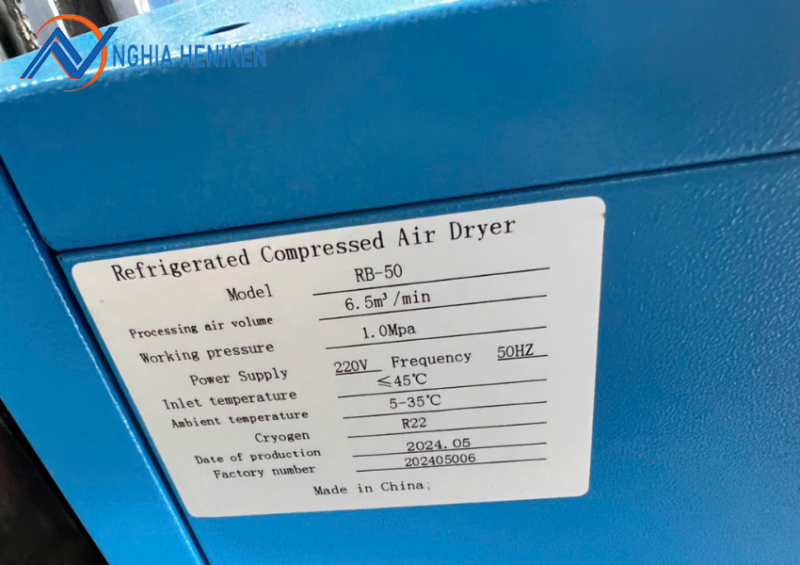 NGHIA HENIKEN
Refrigerated Compressed Air Dryer
Model RB-50
Processing air volume 6.5m³/min
Working pressure 1.0Mpa
Power Supply 220V Frequency 50HZ
Inlet temperature ≤45℃
Ambient temperature 5-35℃
Cryogen R22
Date of production 2024.05
Factory number 202405006
Made in China;